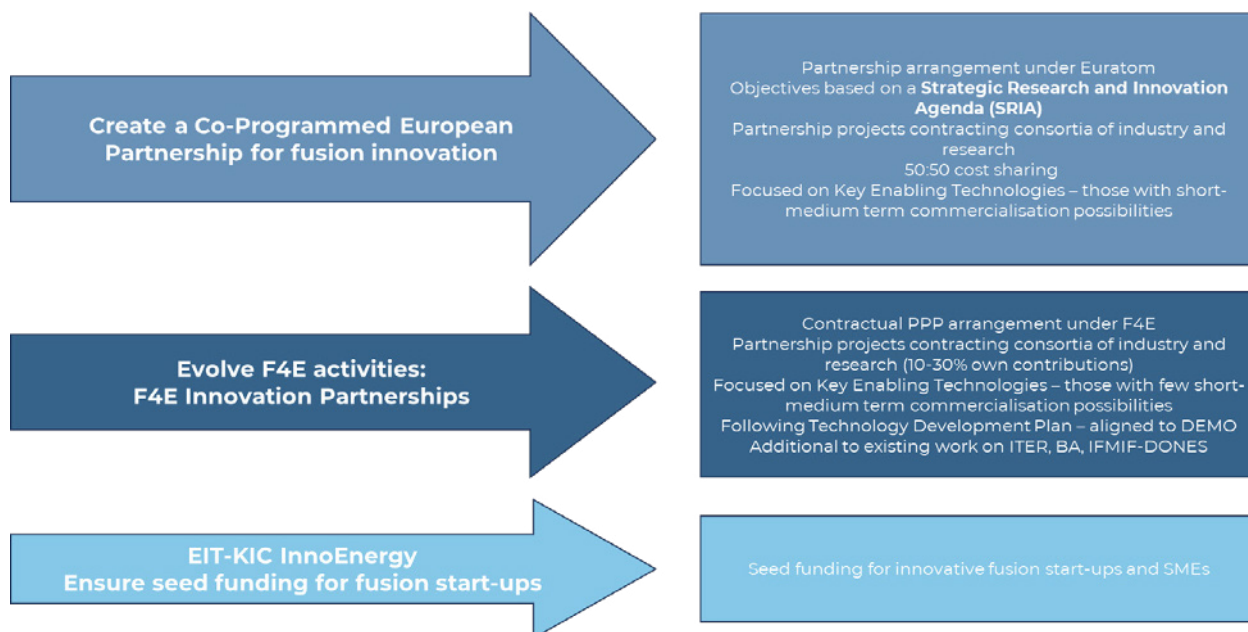 Create a Co-Programmed European
Partnership for fusion innovation
Partnership arrangement under Euratom
Objectives based on a Strategic Research and Innovation
Agenda (SRIA)
Partnership projects contracting consortia of industry and
research
50:50 cost sharing
Focused on Key Enabling Technologies – those with short-
medium term commercialisation possibilities
Evolve F4E activities:
F4E Innovation Partnerships
Contractual PPP arrangement under F4E
Partnership projects contracting consortia of industry and
research (10-30% own contributions)
Focused on Key Enabling Technologies – those with few short-
medium term commercialisation possibilities
Following Technology Development Plan – aligned to DEMO
Additional to existing work on ITER, BA, IFMIF-DONES
EIT-KIC InnoEnergy
Ensure seed funding for fusion start-ups
Seed funding for innovative fusion start-ups and SMEs